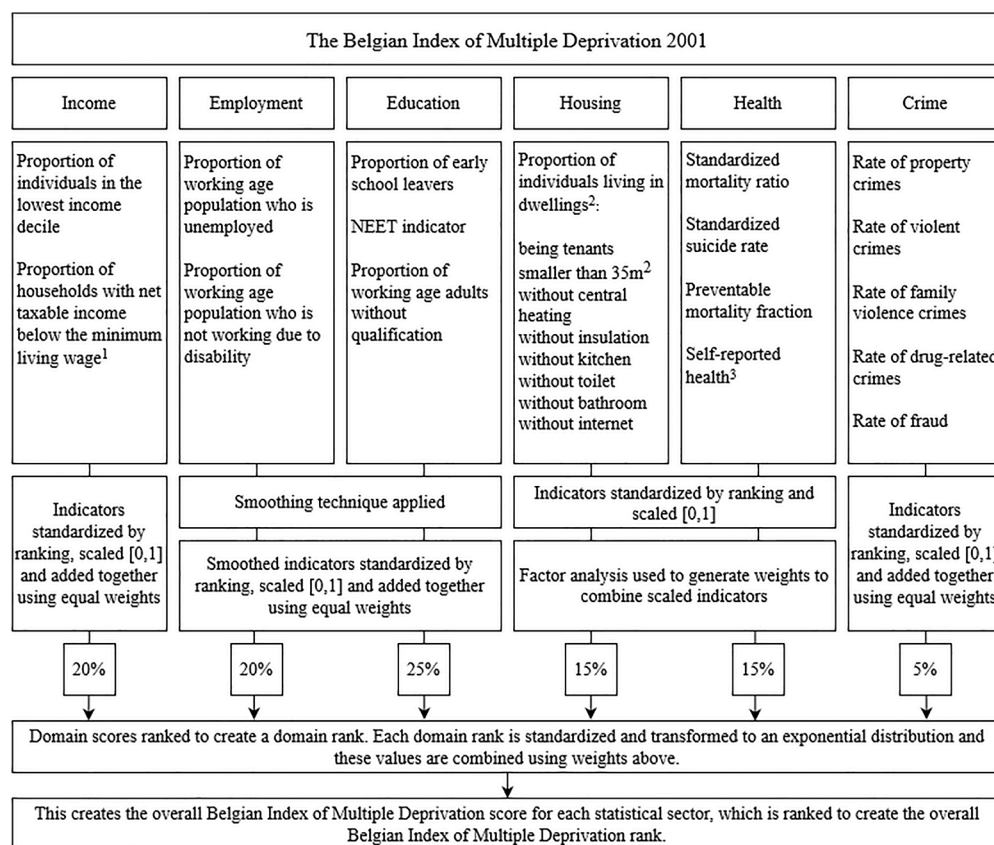 The Belgian Index of Multiple Deprivation 2001
Income
Employment
Education
Housing
Health
Crime
Proportion of
individuals in the
lowest income
decile
Proportion of
households with net
taxable income
below the minimum
living wage¹
Proportion of
working age
population who is
unemployed
Proportion of
working age
population who is
not working due to
disability
Proportion of early
school leavers
NEET indicator
Proportion of
working age adults
without
qualification
Proportion of
individuals living in
dwellings²:
being tenants
smaller than 35m²
without central
heating
without insulation
without kitchen
without toilet
without bathroom
without internet
Standardized
mortality ratio
Standardized
suicide rate
Preventable
mortality fraction
Self-reported
health³
Rate of property
crimes
Rate of violent
crimes
Rate of family
violence crimes
Rate of drug-related
crimes
Rate of fraud
Indicators
standardized by
ranking, scaled [0,1]
and added together
using equal weights
Smoothing technique applied
Smoothed indicators standardized by
ranking, scaled [0,1] and added together
using equal weights
Indicators standardized by ranking and
scaled [0,1]
Factor analysis used to generate weights to
combine scaled indicators
Indicators
standardized by
ranking, scaled [0,1]
and added together
using equal weights
20%
20%
25%
15%
15%
5%
Domain scores ranked to create a domain rank. Each domain rank is standardized and transformed to an exponential distribution and
these values are combined using weights above.
This creates the overall Belgian Index of Multiple Deprivation score for each statistical sector, which is ranked to create the overall
Belgian Index of Multiple Deprivation rank.